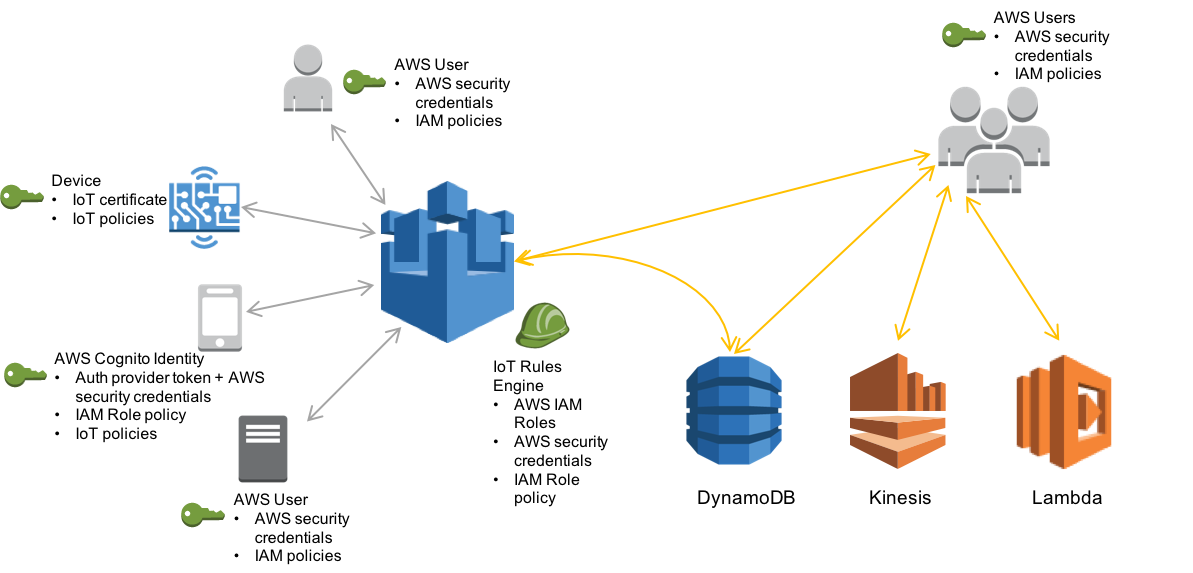 AWS Users
• AWS security
credentials
• IAM policies
AWS User
• AWS security
credentials
• IAM policies
Device
• IoT certificate
• IoT policies
AWS Cognito Identity
• Auth provider token + AWS
security credentials
• IAM Role policy
• IoT policies
IoT Rules
Engine
• AWS IAM
Roles
• AWS security
credentials
• IAM Role
policy
AWS User
• AWS security
credentials
• IAM policies
DynamoDB
Kinesis
Lambda